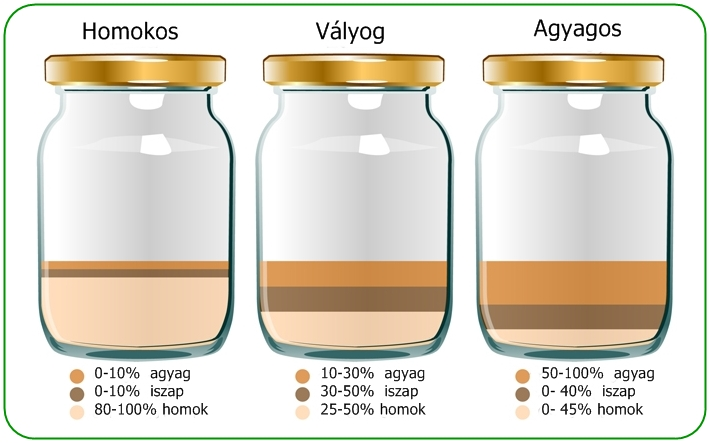 Homokos
0-10% agyag
0-10% iszap
80-100% homok
Vályog
10-30% agyag
30-50% iszap
25-50% homok
Agyagos
50-100% agyag
0- 40% iszap
0- 45% homok